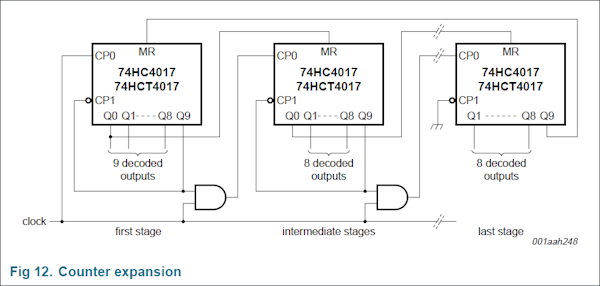 MR MR MR
CP0 CP0 CP0
74HC4017 74HC4017 74HC4017
74HCT4017 74HCT4017 74HCT4017
CP1 CP1 CP1
Q0 Q1 Q8 Q9 Q0 Q1 Q8 Q9 Q1 Q8 Q9
9 decoded 8 decoded 8 decoded
outputs outputs outputs
clock
first stage intermediate stages last stage
001aah248
Fig 12. Counter expansion